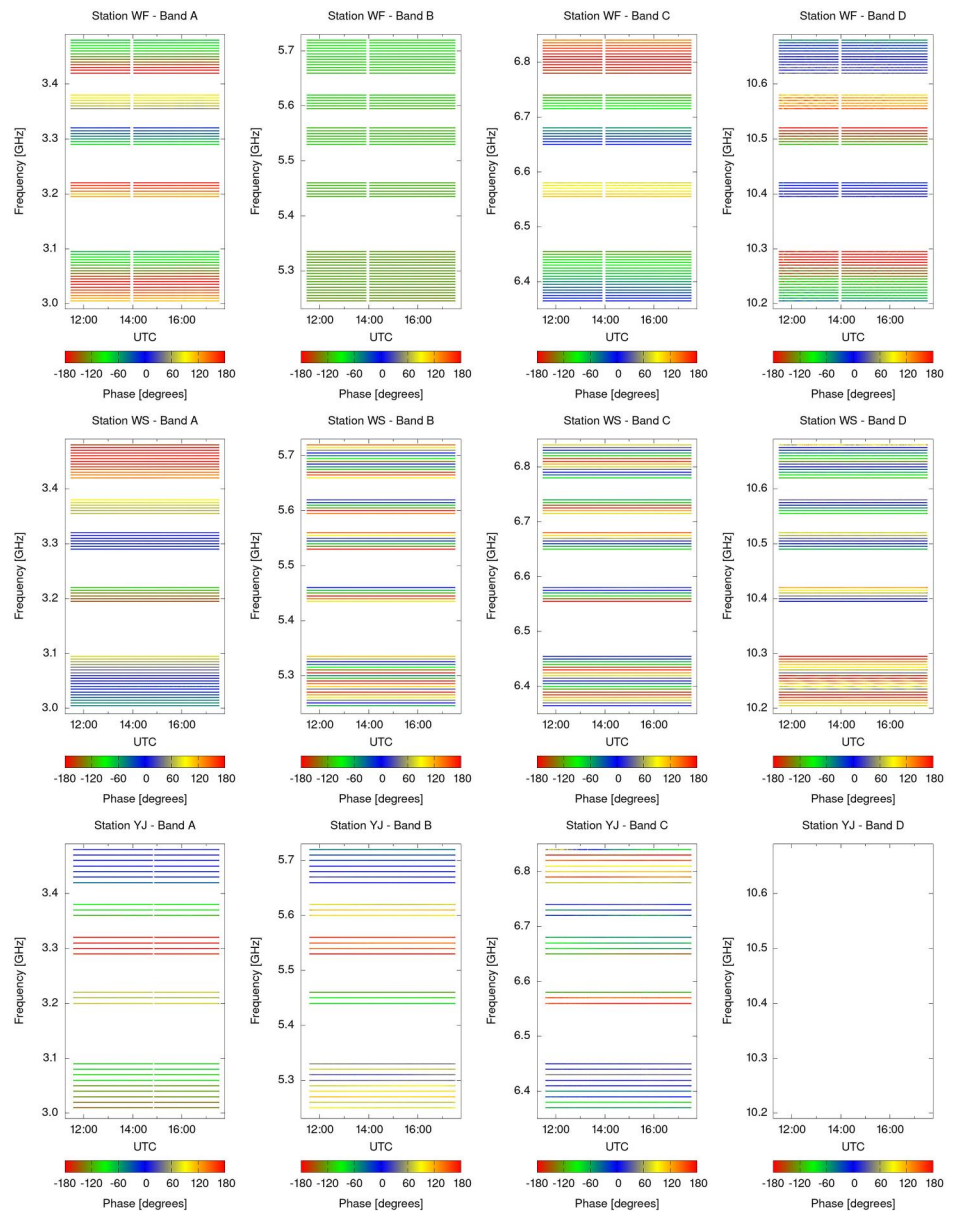 Station WF - Band A
Station WF - Band B
Station WF - Band C
Station WF - Band D
Frequency [GHz]
3.4
3.3
3.2
3.1
3.0
12:00 14:00 16:00
UTC
-180 -120 -60 0 60 120 180
Phase [degrees]
Frequency [GHz]
5.7
5.6
5.5
5.4
5.3
12:00 14:00 16:00
UTC
-180 -120 -60 0 60 120 180
Phase [degrees]
Frequency [GHz]
6.8
6.7
6.6
6.5
6.4
12:00 14:00 16:00
UTC
-180 -120 -60 0 60 120 180
Phase [degrees]
Frequency [GHz]
10.6
10.5
10.4
10.3
10.2
12:00 14:00 16:00
UTC
-180 -120 -60 0 60 120 180
Phase [degrees]
Station WS - Band A
Station WS - Band B
Station WS - Band C
Station WS - Band D
Frequency [GHz]
3.4
3.3
3.2
3.1
3.0
12:00 14:00 16:00
UTC
-180 -120 -60 0 60 120 180
Phase [degrees]
Frequency [GHz]
5.7
5.6
5.5
5.4
5.3
12:00 14:00 16:00
UTC
-180 -120 -60 0 60 120 180
Phase [degrees]
Frequency [GHz]
6.8
6.7
6.6
6.5
6.4
12:00 14:00 16:00
UTC
-180 -120 -60 0 60 120 180
Phase [degrees]
Frequency [GHz]
10.6
10.5
10.4
10.3
10.2
12:00 14:00 16:00
UTC
-180 -120 -60 0 60 120 180
Phase [degrees]
Station YJ - Band A
Station YJ - Band B
Station YJ - Band C
Station YJ - Band D
Frequency [GHz]
3.4
3.3
3.2
3.1
3.0
12:00 14:00 16:00
UTC
-180 -120 -60 0 60 120 180
Phase [degrees]
Frequency [GHz]
5.7
5.6
5.5
5.4
5.3
12:00 14:00 16:00
UTC
-180 -120 -60 0 60 120 180
Phase [degrees]
Frequency [GHz]
6.8
6.7
6.6
6.5
6.4
12:00 14:00 16:00
UTC
-180 -120 -60 0 60 120 180
Phase [degrees]
Frequency [GHz]
10.6
10.5
10.4
10.3
10.2
12:00 14:00 16:00
UTC
-180 -120 -60 0 60 120 180
Phase [degrees]